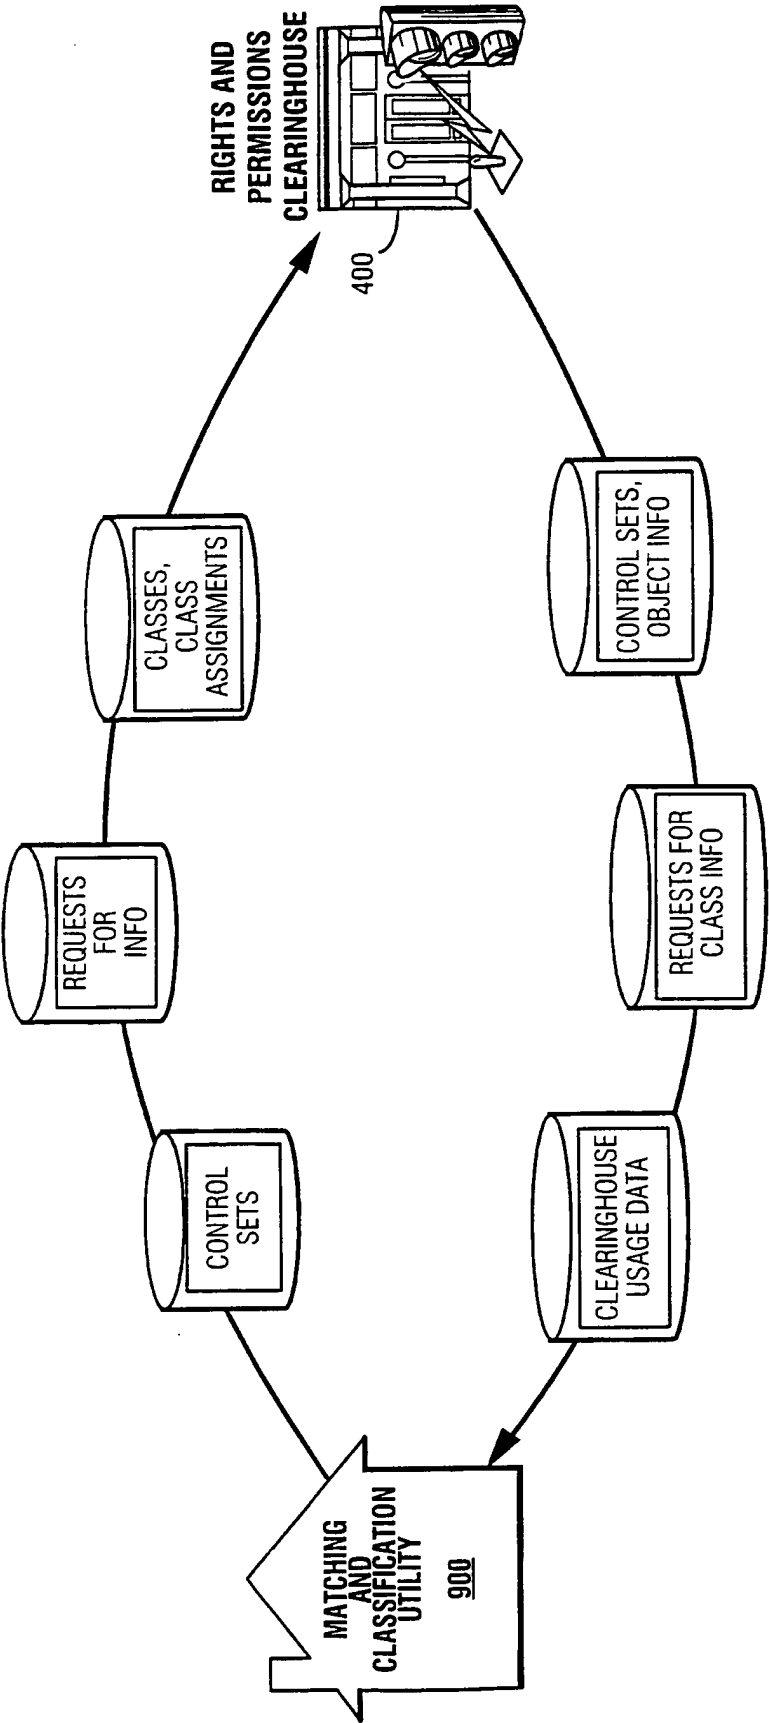 RIGHTS AND
PERMISSIONS
CLEARINGHOUSE
400
CLASSES,
CLASS
ASSIGNMENTS
REQUESTS
FOR
INFO
CONTROL
SETS
MATCHING
AND
CLASSIFICATION
UTILITY
900
CONTROL SETS,
OBJECT INFO
REQUESTS FOR
CLASS INFO
CLEARINGHOUSE
USAGE DATA